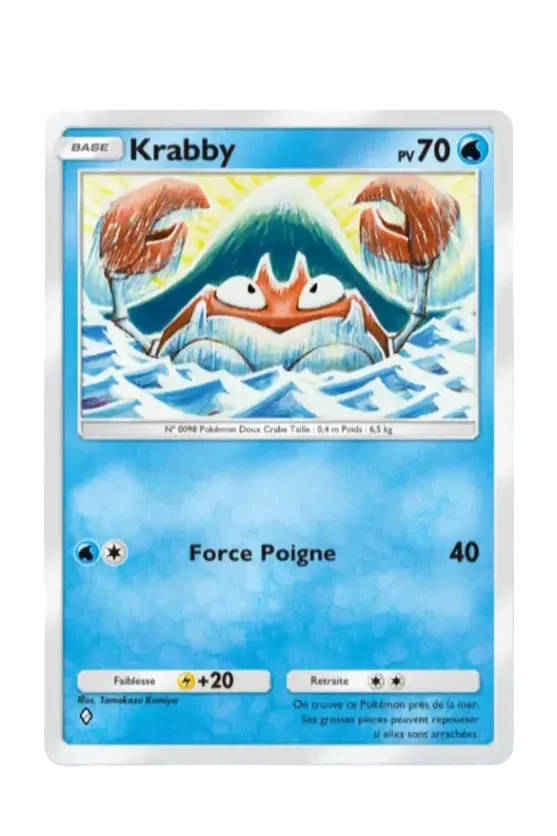 BASE Krabby PV 70
N° 0098 Pokémon Doux Crabe Taille : 0,4 m Poids : 6,5 kg
Force Poigne 40
Faiblesse +20 Retraite
Illus. Tomokazu Komiya
On trouve ce Pokémon près de la mer.
Ses grosses pinces peuvent repousser
si elles sont arrachées.